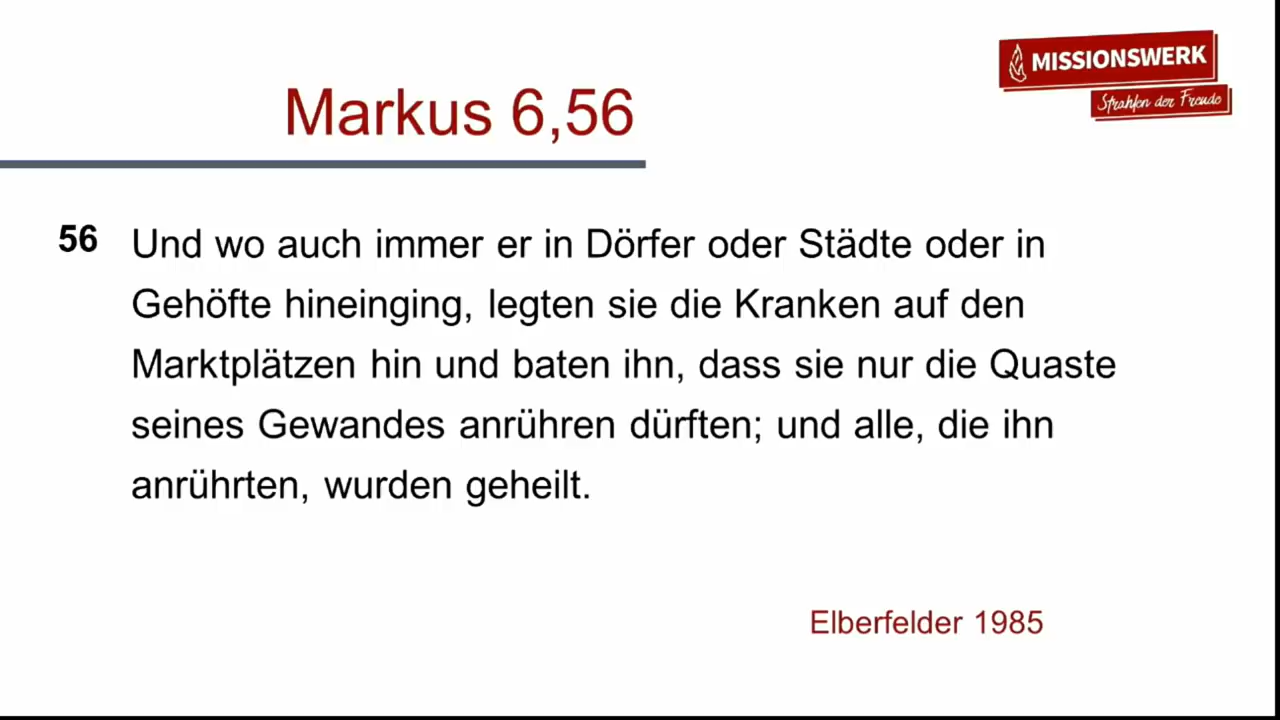 MISSIONSWERK
Strahlen der Freude
Markus 6,56
56 Und wo auch immer er in Dörfer oder Städte oder in
Gehöfte hineinging, legten sie die Kranken auf den
Marktplätzen hin und baten ihn, dass sie nur die Quaste
seines Gewandes anrühren dürften; und alle, die ihn
anrührten, wurden geheilt.
Elberfelder 1985